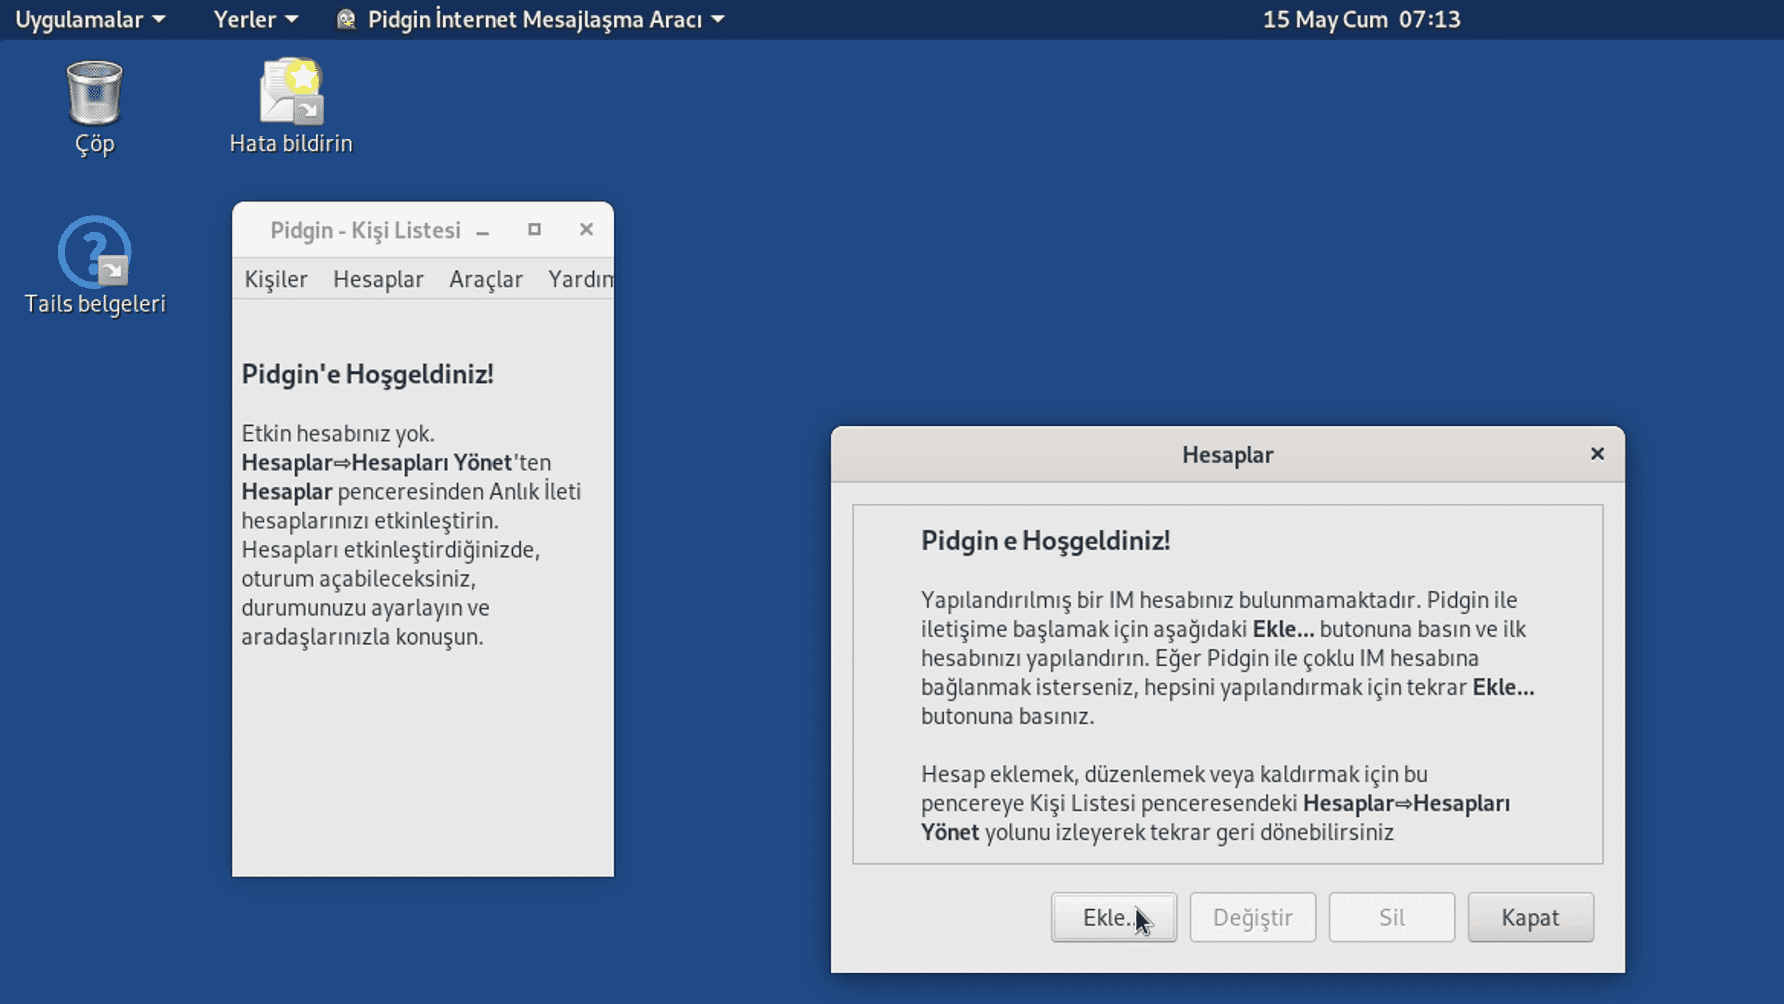 Uygulamalar Yerler Pidgin İnternet Mesajlaşma Aracı 15 May Cum 07:13
Çöp
Hata bildirin
Tails belgeleri
Pidgin - Kişi Listesi
Kişiler Hesaplar Araçlar Yardım
Pidgin'e Hoşgeldiniz!
Etkin hesabınız yok.
Hesaplar⇨Hesapları Yönet'ten
Hesaplar penceresinden Anlık İleti
hesaplarınızı etkinleştirin.
Hesapları etkinleştirdiğinizde,
oturum açabileceksiniz,
durumunuzu ayarlayın ve
aradaşlarınızla konuşun.
Hesaplar
Pidgin e Hoşgeldiniz!
Yapılandırılmış bir IM hesabınız bulunmamaktadır. Pidgin ile
iletişime başlamak için aşağıdaki Ekle... butonuna basın ve ilk
hesabınızı yapılandırın. Eğer Pidgin ile çoklu IM hesabına
bağlanmak isterseniz, hepsini yapılandırmak için tekrar Ekle...
butonuna basınız.
Hesap eklemek, düzenlemek veya kaldırmak için bu
pencereye Kişi Listesi penceresendeki Hesaplar⇨Hesapları
Yönet yolunu izleyerek tekrar geri dönebilirsiniz
Ekle... Değiştir Sil Kapat